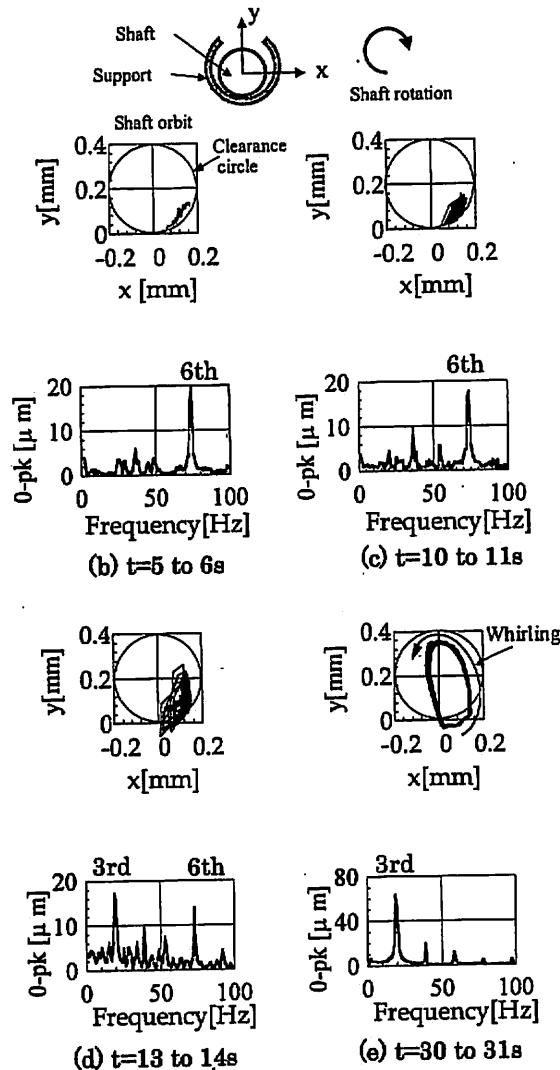 y
Shaft
Support
x
Shaft rotation
Shaft orbit
Clearance circle
0.4
0.2
0
y[mm]
-0.2 0 0.2
x [mm]
0.4
0.2
0
y[mm]
-0.2 0 0.2
x[mm]
6th
20
10
0
0-pk [μ m]
0 50 100
Frequency[Hz]
(b) t=5 to 6s
6th
20
10
0
0-pk [μ m]
0 50 100
Frequency[Hz]
(c) t=10 to 11s
0.4
0.2
0
y[mm]
-0.2 0 0.2
x[mm]
Whirling
0.4
0.2
0
y[mm]
-0.2 0 0.2
x[mm]
3rd 6th
20
10
0
0-pk [μ m]
0 50 100
Frequency[Hz]
(d) t=13 to 14s
3rd
80
40
0
0-pk [μ m]
0 50 100
Frequency[Hz]
(e) t=30 to 31s